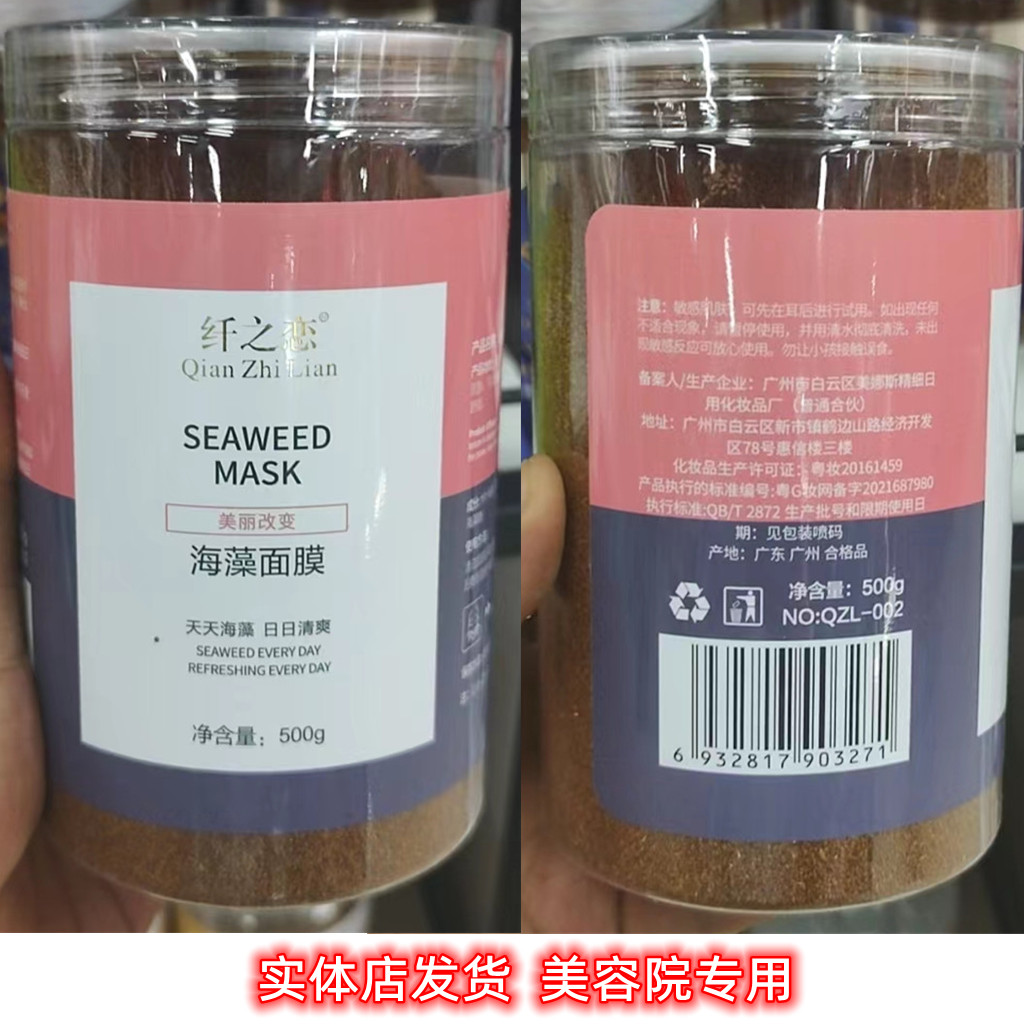 纤之恋®
Qian Zhi Lian
SEAWEED
MASK
美丽改变
海藻面膜
天天海藻 日日清爽
SEAWEED EVERY DAY
REFRESHING EVERY DAY
净含量：500g
注意：敏感肌肤，可先在耳后进行试用。如出现任何
不适合现象，请暂停使用，并用清水彻底清洗，未出
现敏感反应可放心使用。勿让小孩接触误食。
备案人/生产企业：广州市白云区美娜斯精细日
用化妆品厂（普通合伙）
地址：广州市白云区新市镇鹤边山路经济开发
区78号惠信楼三楼
化妆品生产许可证：粤妆20161459
产品执行的标准编号:粤G妆网备字2021687980
执行标准:QB/T 2872 生产批号和限期使用日
期：见包装喷码
产地：广东 广州 合格品
净含量：500g
NO:QZL-002
6 932817 903271
实体店发货 美容院专用